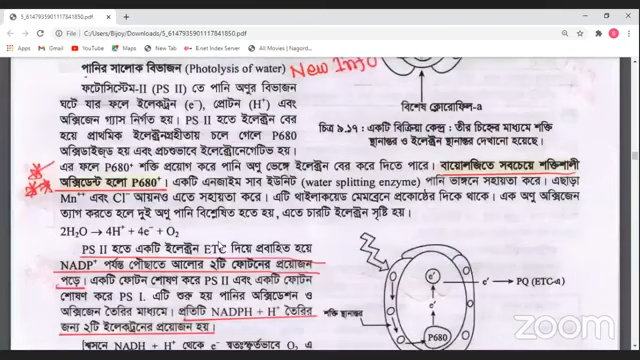 5_6147935901117841850.pdf
File | C:/Users/Bijoy/Downloads/5_6147935901117841850.pdf
Apps
Gmail
YouTube
Maps
New Tab
B.net Index Server
All Movies | Nagord...
পানির সালোক বিভাজন (Photolysis of water)
New Info
ফটোসিস্টেম-II (PS II) তে পানি অণুর বিভাজন
ঘটে যার ফলে ইলেকট্রন (e⁻), প্রোটন (H⁺) এবং
অক্সিজেন গ্যাস নির্গত হয়। PS II হতে ইলেক্ট্রন বের
হয়ে প্রাথমিক ইলেক্ট্রনগ্রহীতায় চলে গেলে P680
অক্সিডাইজড হয় এবং প্রচণ্ডভাবে ইলেক্ট্রোনেগেটিভ হয়।
বিশেষ ক্লোরোফিল-a
চিত্র ৯.১৭ : একটি বিক্রিয়া কেন্দ্র : তীর চিহ্নের মাধ্যমে শক্তি
স্থানান্তর ও ইলেক্ট্রন স্থানান্তর দেখানো হয়েছে।
এর ফলে P680⁺ শক্তি প্রয়োগ করে পানি অণু ভেঙ্গে ইলেক্ট্রন বের করে দিতে পারে। বায়োলজিতে সবচেয়ে শক্তিশালী
অক্সিডেন্ট হলো P680⁺। একটি এনজাইম সাব ইউনিট (water splitting enzyme) পানি ভাঙ্গনে সহায়তা করে। এছাড়া
Mn⁺⁺ এবং Cl⁻ আয়নও এতে সহায়তা করে। এটি থাইলাকয়েড মেমব্রেনে প্রকোষ্ঠের দিকে থাকে। এক অণু অক্সিজেন
ত্যাগ করতে হলে দুই অণু পানি বিশ্লেষিত হতে হয়, এতে চারটি ইলেক্ট্রন সৃষ্টি হয়।
2H₂O → 4H⁺ + 4e⁻ + O₂
PS II হতে একটি ইলেক্ট্রন ETC দিয়ে প্রবাহিত হয়ে
NADP⁺ পর্যন্ত পৌঁছাতে আলোর ২টি ফোটনের প্রয়োজন
পড়ে। একটি ফোটন শোষণ করে PS II এবং একটি ফোটন
শোষণ করে PS I. এটি শুরু হয় পানির অক্সিডেশন ও
অক্সিজেন তৈরির মাধ্যমে। প্রতিটি NADPH + H⁺ তৈরির
জন্য ২টি ইলেকট্রনের প্রয়োজন হয়।
[শ্বসনে NADH + H⁺ থেকে e⁻ স্বতঃস্ফূর্তভাবে O₂ এ
e⁻
e⁻ → PQ (ETC-এ)
e⁻
শক্তি স্থানান্তর
P680
zoom